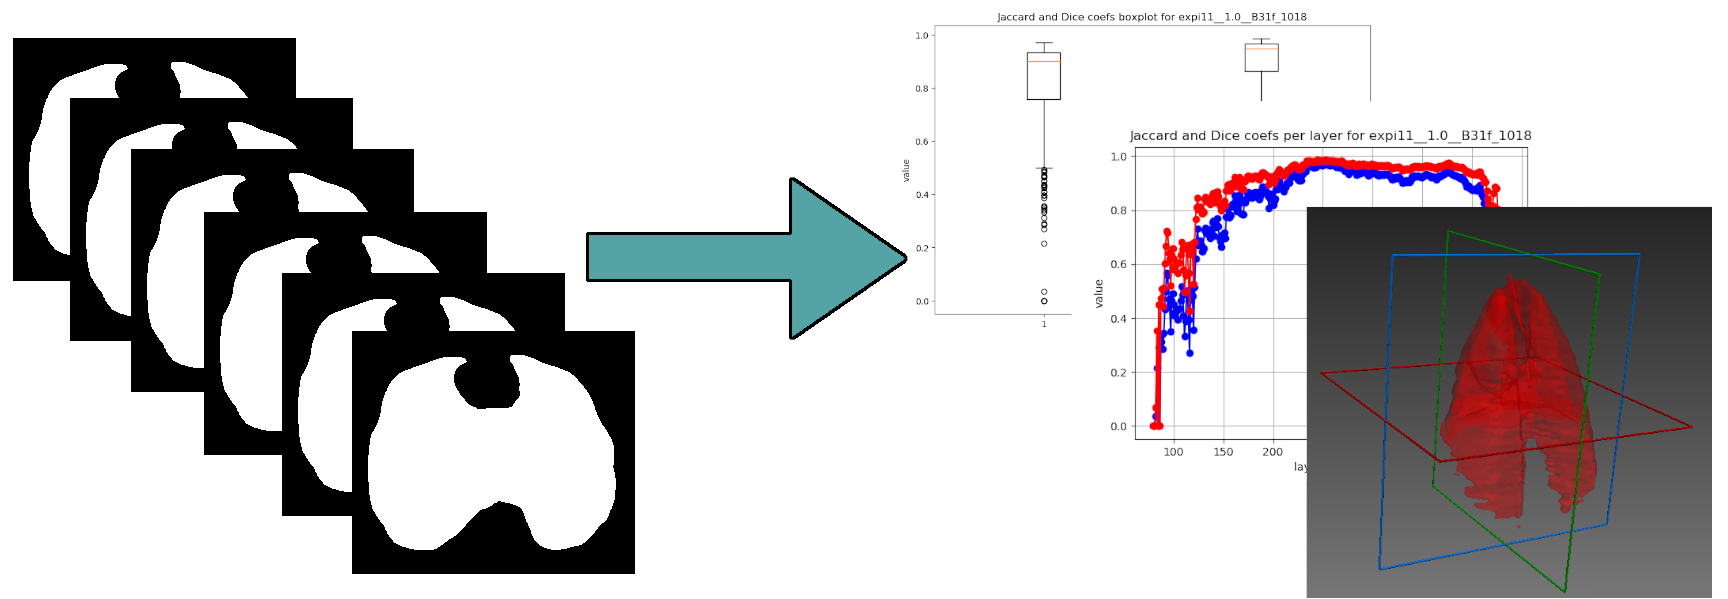 Jaccard and Dice coefs boxplot for expi11__1.0__B31f_1018
1.0
0.8
0.6
value
0.4
0.2
0.0
1
Jaccard and Dice coefs per layer for expi11__1.0__B31f_1018
1.0
0.8
0.6
value
0.4
0.2
0.0
100 150 200